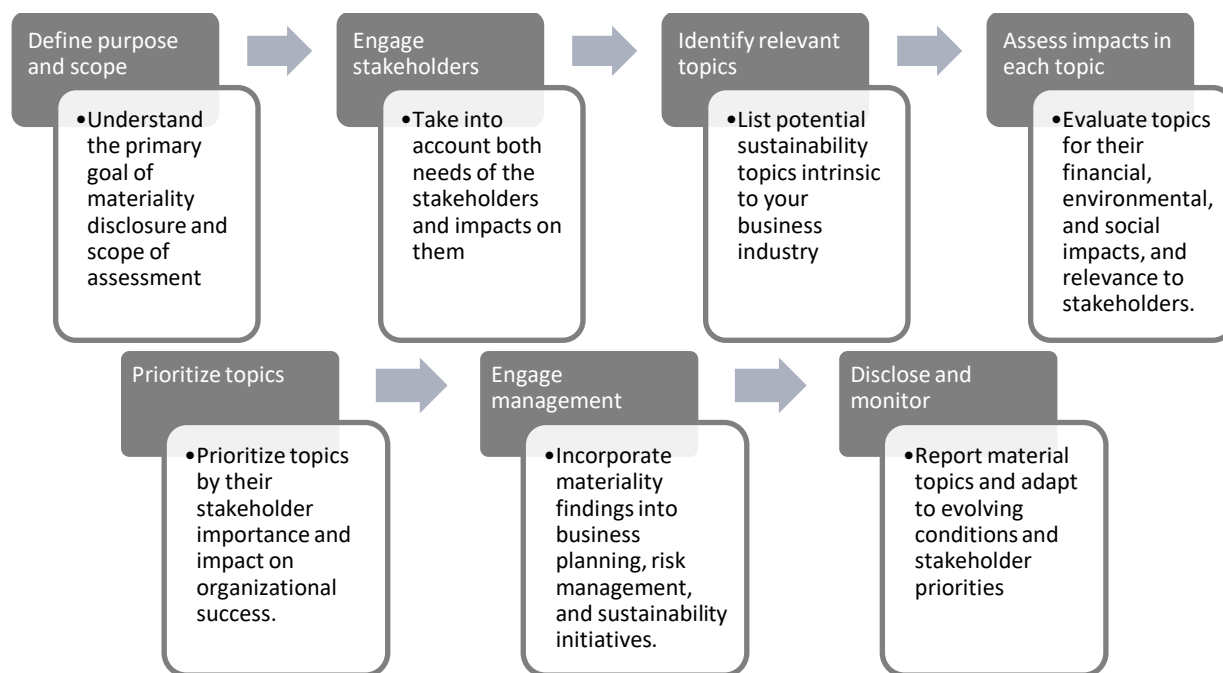 Define purpose
and scope
•Understand
the primary
goal of
materiality
disclosure and
scope of
assessment
Engage
stakeholders
•Take into
account both
needs of the
stakeholders
and impacts on
them
Identify relevant
topics
•List potential
sustainability
topics intrinsic
to your
business
industry
Assess impacts in
each topic
•Evaluate topics
for their
financial,
environmental,
and social
impacts, and
relevance to
stakeholders.
Prioritize topics
•Prioritize topics
by their
stakeholder
importance and
impact on
organizational
success.
Engage
management
•Incorporate
materiality
findings into
business
planning, risk
management,
and sustainability
initiatives.
Disclose and
monitor
•Report material
topics and adapt
to evolving
conditions and
stakeholder
priorities